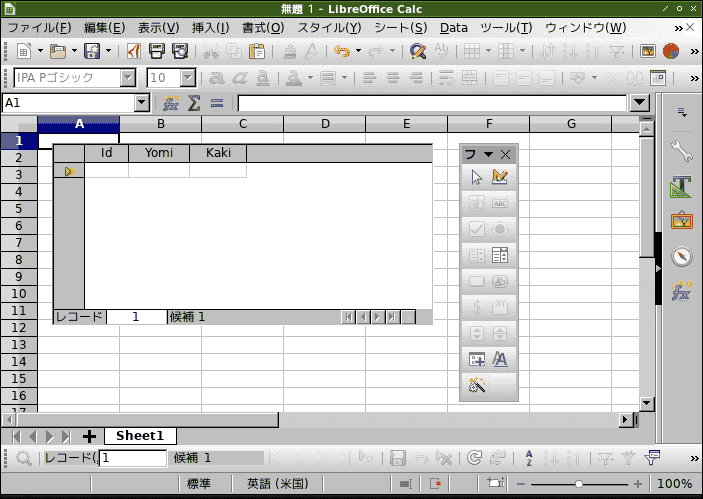 無題 1 - LibreOffice Calc
ファイル(F) 編集(E) 表示(V) 挿入(I) 書式(O) スタイル(Y) シート(S) Data ツール(T) ウィンドウ(W)
IPA Pゴシック 10
A1
A B C D E F G
1
2
3
4
5
6
7
8
9
10
11
12
13
14
15
16
17
Id Yomi Kaki
レコード 1 候補 1
フ
ABC
Sheet1
レコード(, 1 候補 1
標準 英語 (米国) 100%